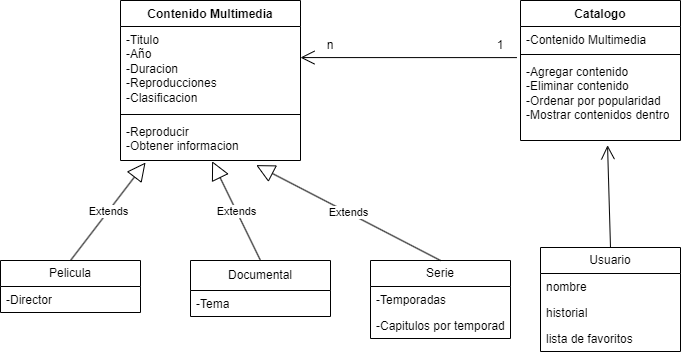 Contenido Multimedia
-Titulo
-Año
-Duracion
-Reproducciones
-Clasificacion
-Reproducir
-Obtener informacion
n
1
Catalogo
-Contenido Multimedia
-Agregar contenido
-Eliminar contenido
-Ordenar por popularidad
-Mostrar contenidos dentro
Extends
Extends
Extends
Pelicula
-Director
Documental
-Tema
Serie
-Temporadas
-Capitulos por temporad
Usuario
nombre
historial
lista de favoritos